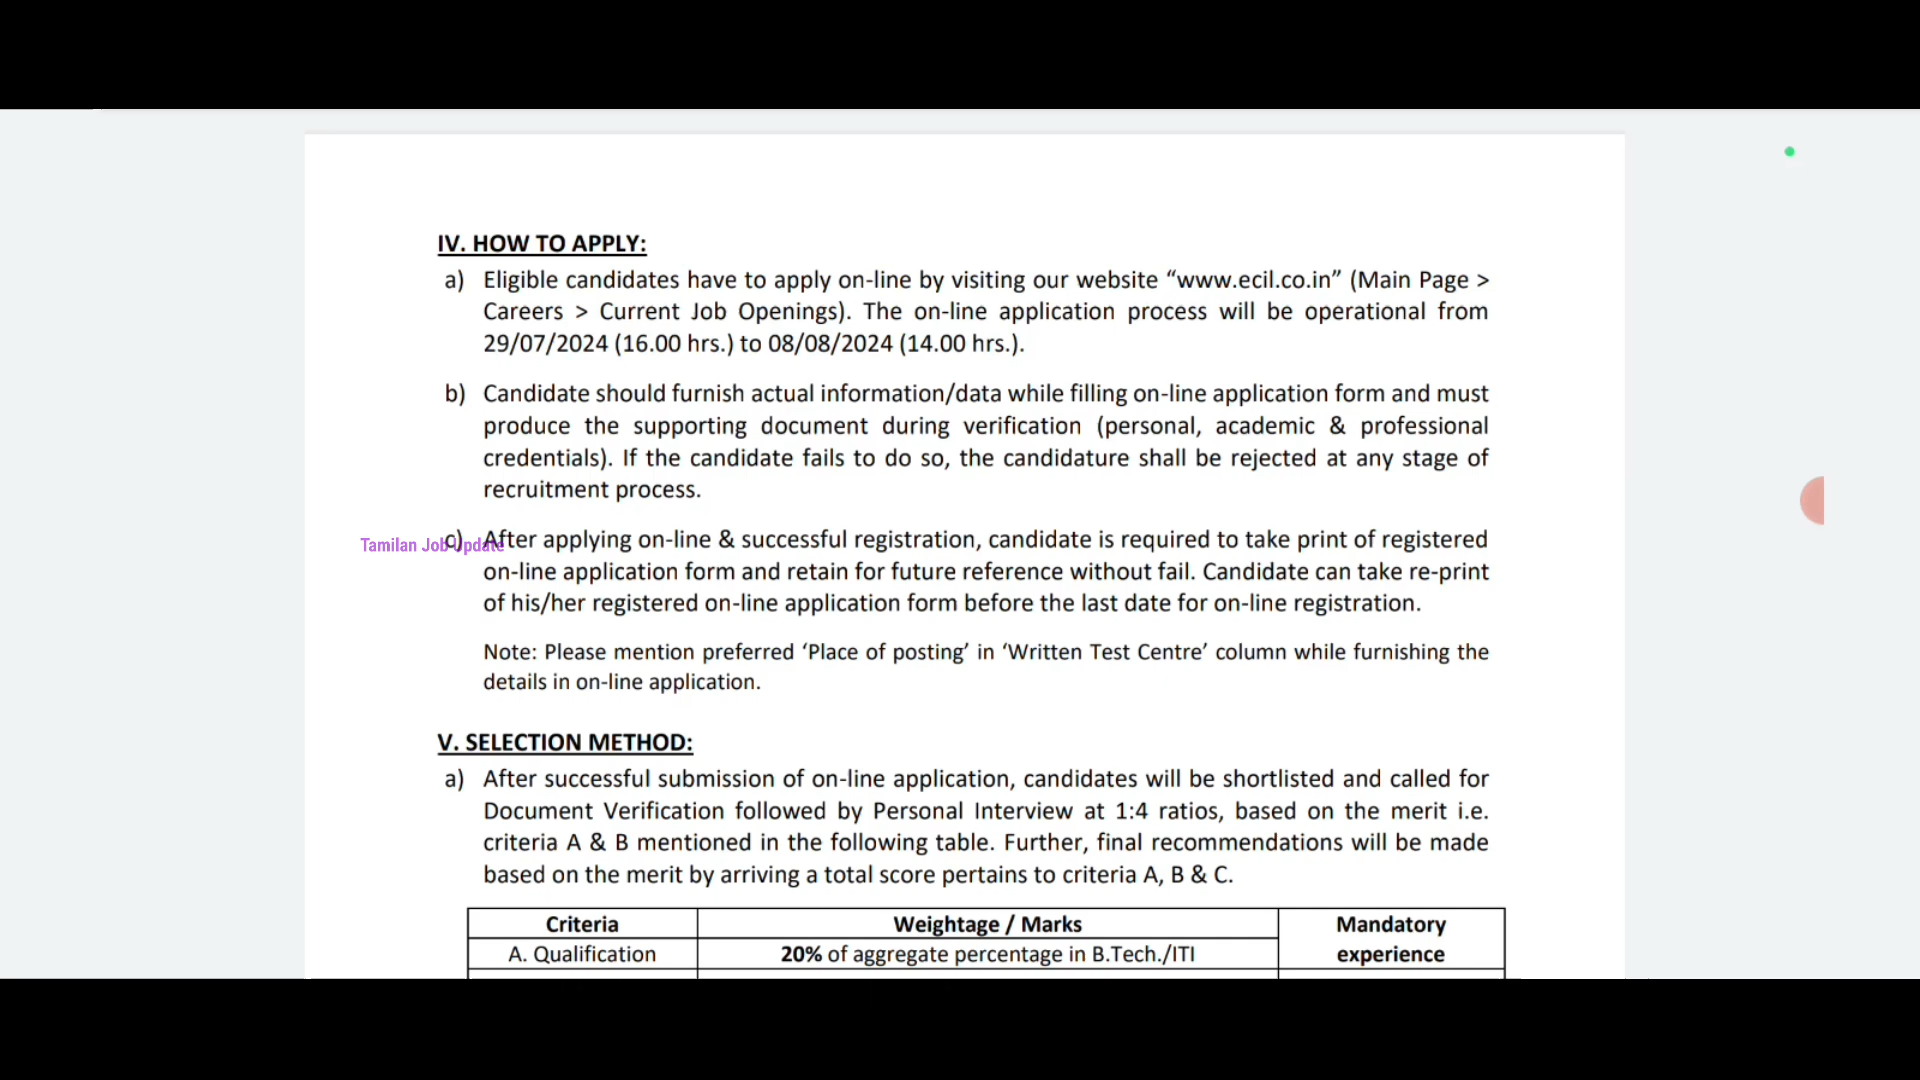 IV. HOW TO APPLY:
a) Eligible candidates have to apply on-line by visiting our website “www.ecil.co.in” (Main Page >
Careers > Current Job Openings). The on-line application process will be operational from
29/07/2024 (16.00 hrs.) to 08/08/2024 (14.00 hrs.).
b) Candidate should furnish actual information/data while filling on-line application form and must
produce the supporting document during verification (personal, academic & professional
credentials). If the candidate fails to do so, the candidature shall be rejected at any stage of
recruitment process.
Tamilan Job Update
c) After applying on-line & successful registration, candidate is required to take print of registered
on-line application form and retain for future reference without fail. Candidate can take re-print
of his/her registered on-line application form before the last date for on-line registration.
Note: Please mention preferred ‘Place of posting’ in ‘Written Test Centre’ column while furnishing the
details in on-line application.
V. SELECTION METHOD:
a) After successful submission of on-line application, candidates will be shortlisted and called for
Document Verification followed by Personal Interview at 1:4 ratios, based on the merit i.e.
criteria A & B mentioned in the following table. Further, final recommendations will be made
based on the merit by arriving a total score pertains to criteria A, B & C.
Criteria Weightage / Marks Mandatory
A. Qualification 20% of aggregate percentage in B.Tech./ITI experience